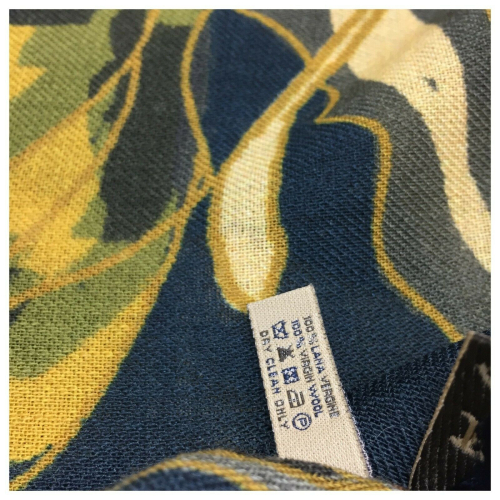 100% LANA VERGINE
100% VIRGIN WOOL
P
DRY CLEAN ONLY